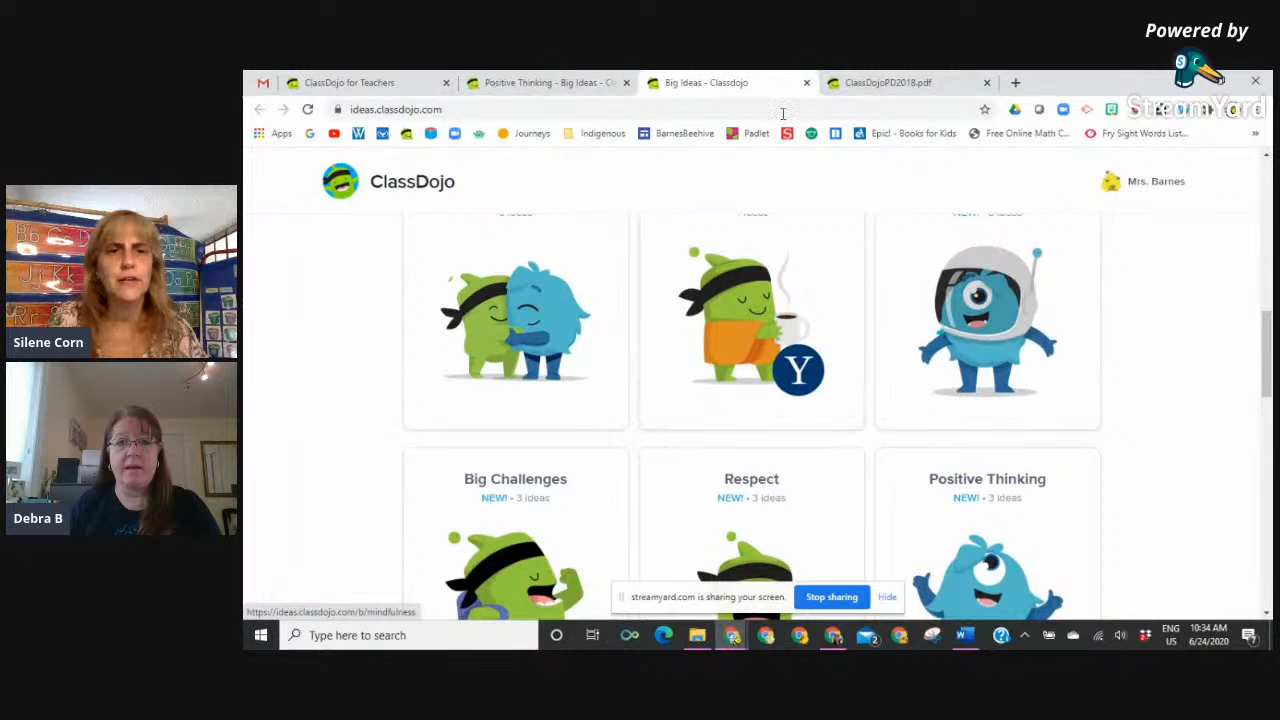 Powered by
StreamYard
ClassDojo for Teachers
Positive Thinking - Big Ideas - Cl
Big Ideas - Classdojo
ClassDojoPD2018.pdf
ideas.classdojo.com
Apps
Journeys
Indigenous
BarnesBeehive
Padlet
Epic! - Books for Kids
Free Online Math C...
Fry Sight Words List...
ClassDojo
Mrs. Barnes
Y
Big Challenges
NEW! • 3 ideas
Respect
NEW! • 3 ideas
Positive Thinking
NEW! • 3 ideas
Silene Corn
Debra B
streamyard.com is sharing your screen.
Stop sharing
Hide
https://ideas.classdojo.com/b/mindfulness
Type here to search
ENG
US
10:34 AM
6/24/2020